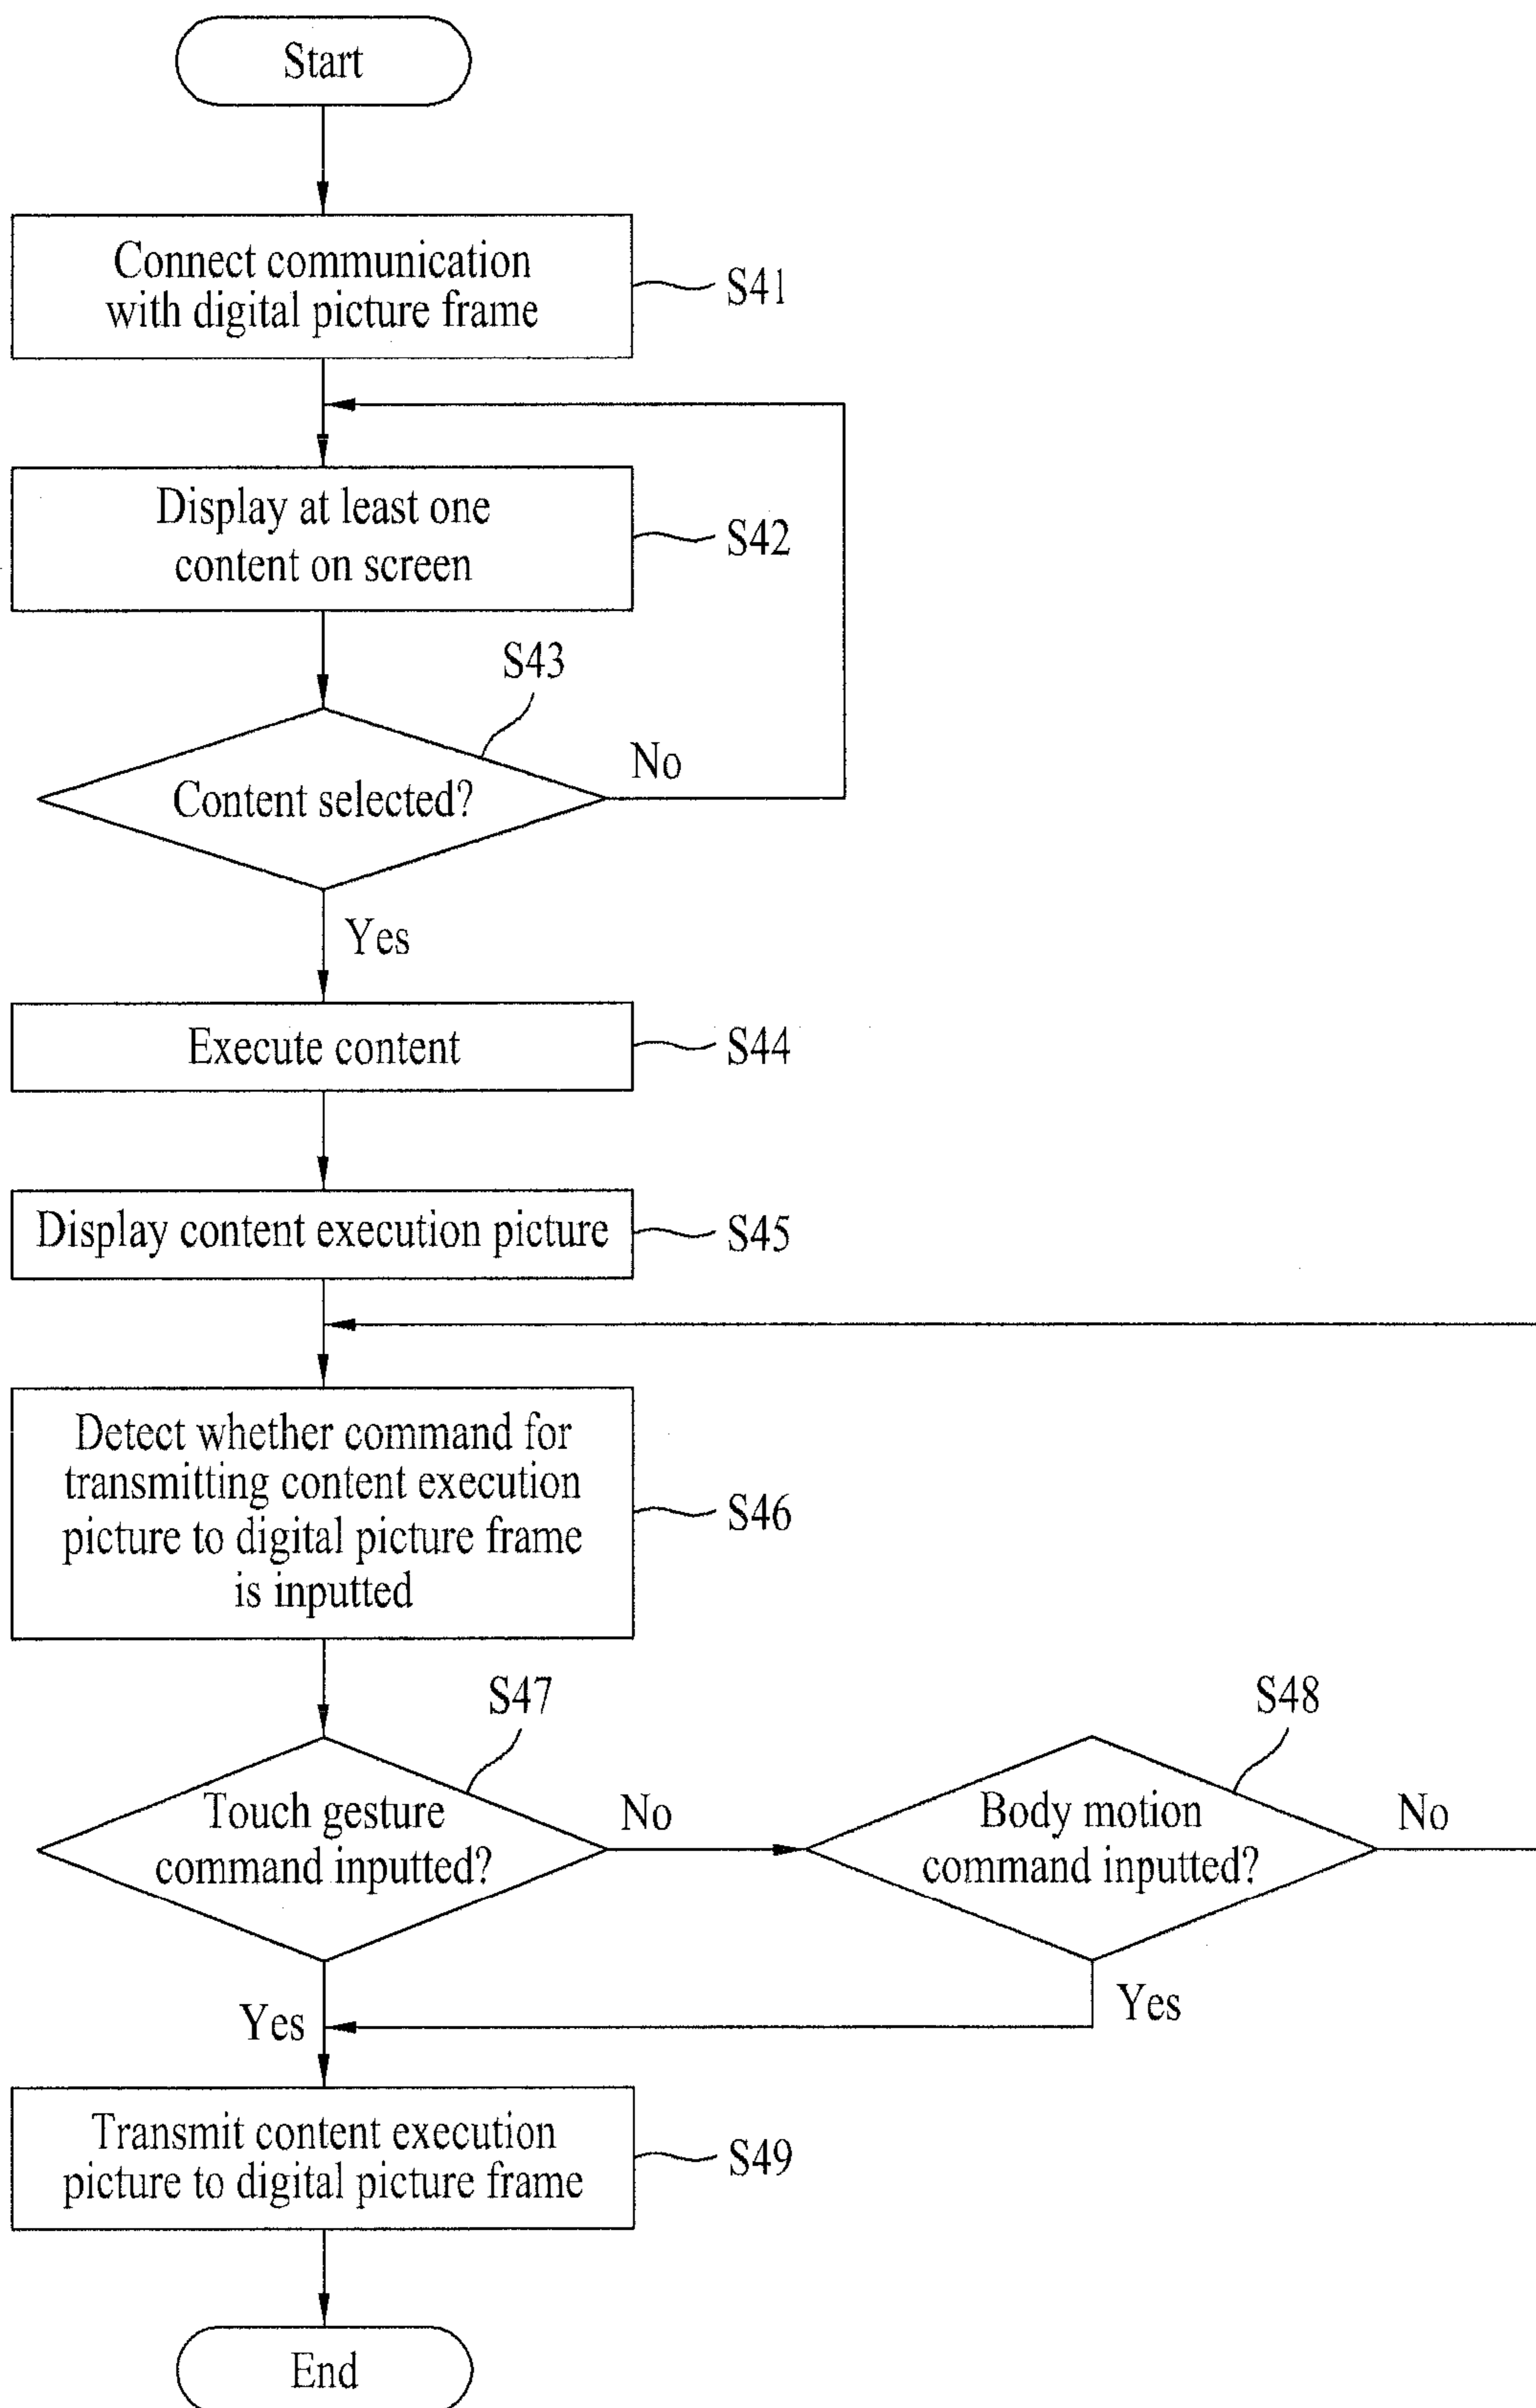 Start
Connect communication
with digital picture frame
S41
Display at least one
content on screen
S42
S43
Content selected?
No
Yes
Execute content
S44
Display content execution picture
S45
Detect whether command for
transmitting content execution
picture to digital picture frame
is inputted
S46
S47
Touch gesture
command inputted?
No
S48
Body motion
command inputted?
No
Yes
Yes
Transmit content execution
picture to digital picture frame
S49
End